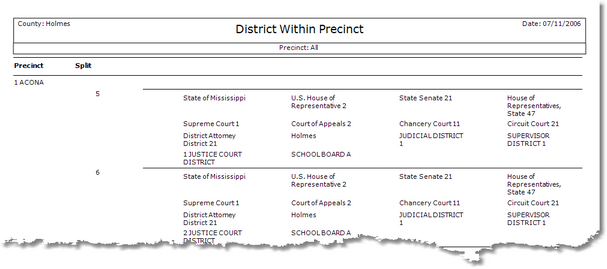 County: Holmes
District Within Precinct
Date: 07/11/2006
Precinct: All
Precinct Split
1 ACONA
5
State of Mississippi
U.S. House of
Representative 2
State Senate 21
House of
Representatives,
State 47
Supreme Court 1
Court of Appeals 2
Chancery Court 11
Circuit Court 21
District Attorney
District 21
Holmes
JUDICIAL DISTRICT
1
SUPERVISOR
DISTRICT 1
1 JUSTICE COURT
DISTRICT
SCHOOL BOARD A
6
State of Mississippi
U.S. House of
Representative 2
State Senate 21
House of
Representatives,
State 47
Supreme Court 1
Court of Appeals 2
Chancery Court 11
Circuit Court 21
District Attorney
District 21
Holmes
JUDICIAL DISTRICT
1
SUPERVISOR
DISTRICT 1
2 JUSTICE COURT
DISTRICT
SCHOOL BOARD A